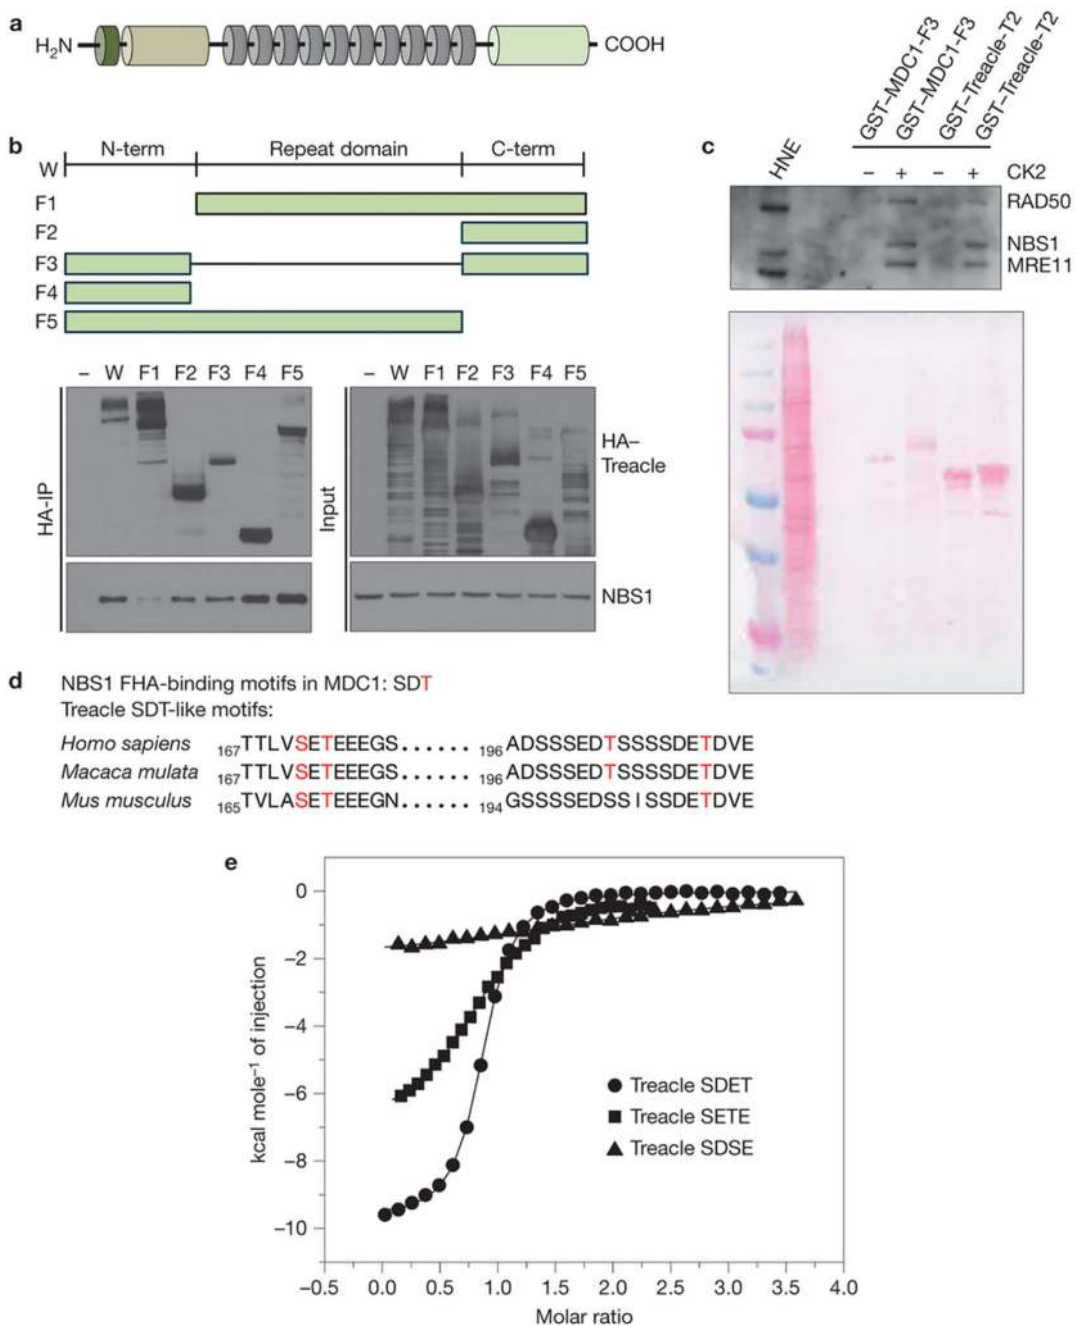 a
H2N
COOH
b
N-term
Repeat domain
C-term
W
F1
F2
F3
F4
F5
– W F1 F2 F3 F4 F5
HA-IP
– W F1 F2 F3 F4 F5
Input
HA–
Treacle
NBS1
c
HNE
GST–MDC1-F3
GST–MDC1-F3
GST–Treacle-T2
GST–Treacle-T2
– + – + CK2
RAD50
NBS1
MRE11
d
NBS1 FHA-binding motifs in MDC1: SDT
Treacle SDT-like motifs:
Homo sapiens 167TTLVSETEEEGS...... 196ADSSSEDTSSSSDETDVE
Macaca mulata 167TTLVSETEEEGS...... 196ADSSSEDTSSSSDETDVE
Mus musculus 165TVLASETEEEGN...... 194GSSSSEDSSISSDETDVE
e
0
–2
–4
–6
–8
–10
kcal mole–1 of injection
Treacle SDET
Treacle SETE
Treacle SDSE
–0.5 0.0 0.5 1.0 1.5 2.0 2.5 3.0 3.5 4.0
Molar ratio